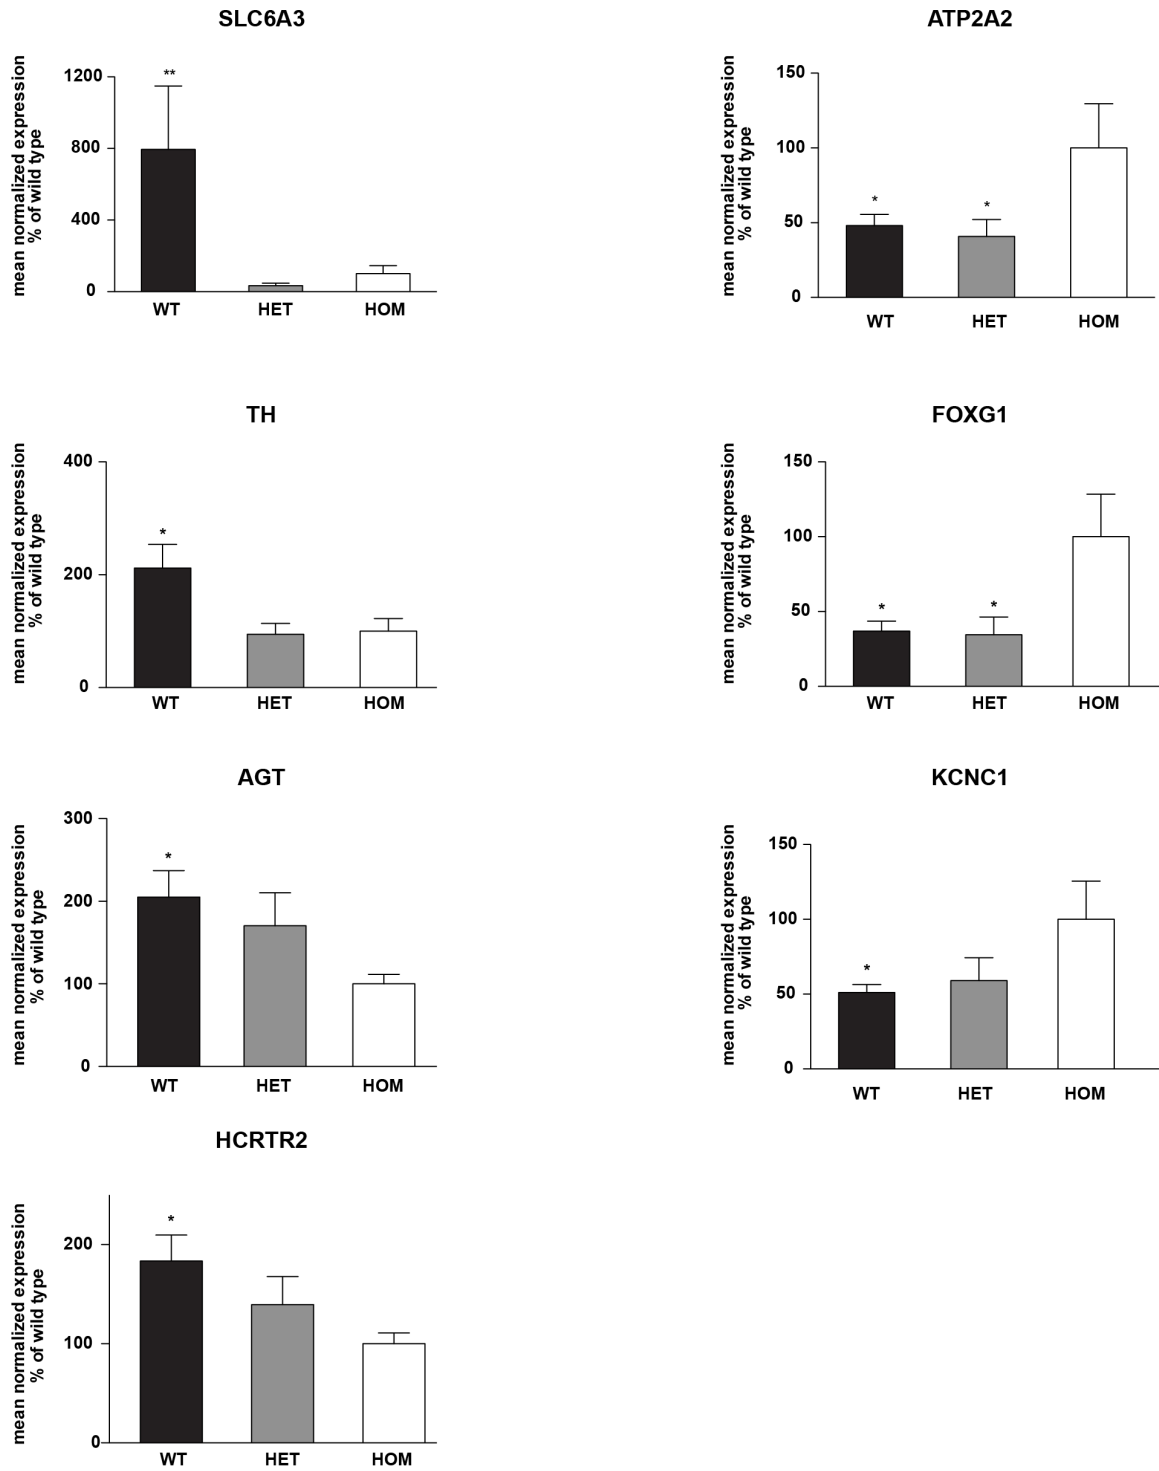 SLC6A3
mean normalized expression
% of wild type
1200
800
400
0
**
WT HET HOM
ATP2A2
mean normalized expression
% of wild type
150
100
50
0
*
*
WT HET HOM
TH
mean normalized expression
% of wild type
400
200
0
*
WT HET HOM
FOXG1
mean normalized expression
% of wild type
150
100
50
0
*
*
WT HET HOM
AGT
mean normalized expression
% of wild type
300
200
100
0
*
WT HET HOM
KCNC1
mean normalized expression
% of wild type
150
100
50
0
*
WT HET HOM
HCRTR2
mean normalized expression
% of wild type
200
100
0
*
WT HET HOM